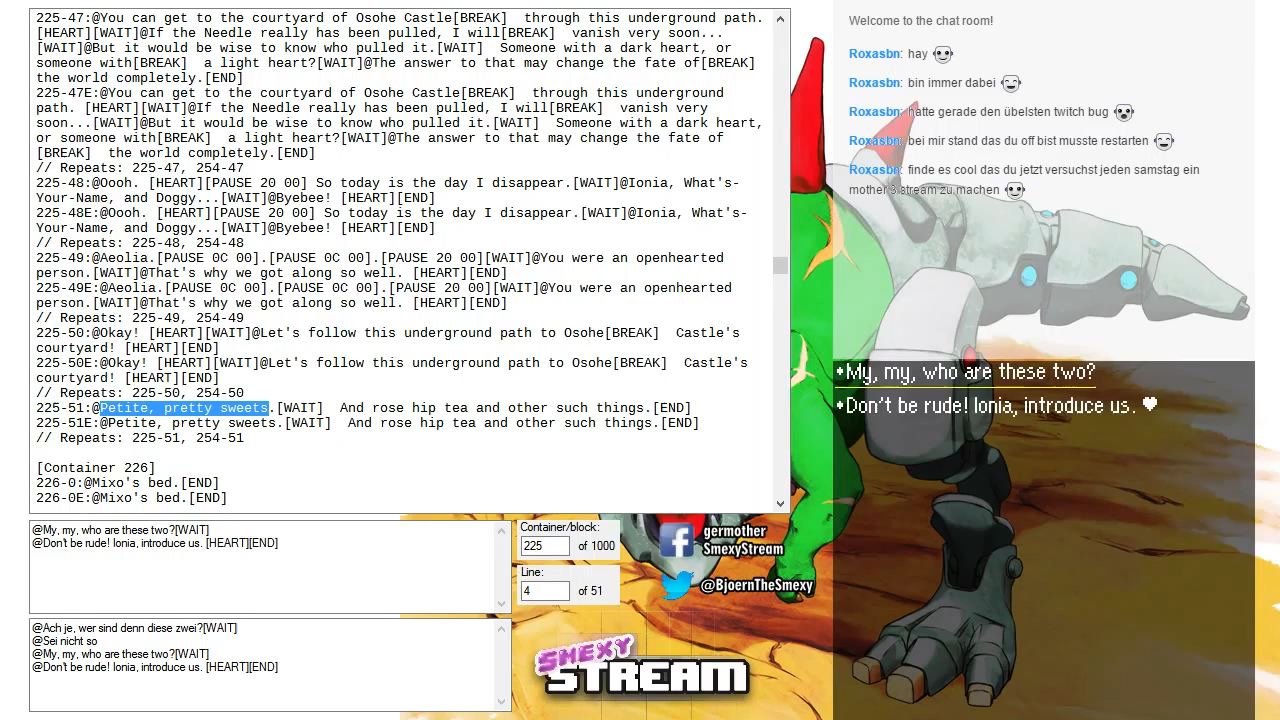 225-47:@You can get to the courtyard of Osohe Castle[BREAK]  through this underground path.
[HEART][WAIT]@If the Needle really has been pulled, I will[BREAK]  vanish very soon...
[WAIT]@But it would be wise to know who pulled it.[WAIT]  Someone with a dark heart, or
someone with[BREAK]  a light heart?[WAIT]@The answer to that may change the fate of[BREAK]
the world completely.[END]
225-47E:@You can get to the courtyard of Osohe Castle[BREAK]  through this underground
path. [HEART][WAIT]@If the Needle really has been pulled, I will[BREAK]  vanish very
soon...[WAIT]@But it would be wise to know who pulled it.[WAIT]  Someone with a dark heart,
or someone with[BREAK]  a light heart?[WAIT]@The answer to that may change the fate of
[BREAK]  the world completely.[END]
// Repeats: 225-47, 254-47
225-48:@Oooh. [HEART][PAUSE 20 00] So today is the day I disappear.[WAIT]@Ionia, What's-
Your-Name, and Doggy...[WAIT]@Byebee! [HEART][END]
225-48E:@Oooh. [HEART][PAUSE 20 00] So today is the day I disappear.[WAIT]@Ionia, What's-
Your-Name, and Doggy...[WAIT]@Byebee! [HEART][END]
// Repeats: 225-48, 254-48
225-49:@Aeolia.[PAUSE 0C 00].[PAUSE 0C 00].[PAUSE 20 00][WAIT]@You were an openhearted
person.[WAIT]@That's why we got along so well. [HEART][END]
225-49E:@Aeolia.[PAUSE 0C 00].[PAUSE 0C 00].[PAUSE 20 00][WAIT]@You were an openhearted
person.[WAIT]@That's why we got along so well. [HEART][END]
// Repeats: 225-49, 254-49
225-50:@Okay! [HEART][WAIT]@Let's follow this underground path to Osohe[BREAK]  Castle's
courtyard! [HEART][END]
225-50E:@Okay! [HEART][WAIT]@Let's follow this underground path to Osohe[BREAK]  Castle's
courtyard! [HEART][END]
// Repeats: 225-50, 254-50
225-51:@Petite, pretty sweets.[WAIT]  And rose hip tea and other such things.[END]
225-51E:@Petite, pretty sweets.[WAIT]  And rose hip tea and other such things.[END]
// Repeats: 225-51, 254-51
[Container 226]
226-0:@Mixo's bed.[END]
226-0E:@Mixo's bed.[END]
@My, my, who are these two?[WAIT]
@Don't be rude! Ionia, introduce us. [HEART][END]
Container/block:
225 of 1000
Line:
4 of 51
@Ach je, wer sind denn diese zwei?[WAIT]
@Sei nicht so
@My, my, who are these two?[WAIT]
@Don't be rude! Ionia, introduce us. [HEART][END]
germother
SmexyStream
@BjoernTheSmexy
SMEXY
STREAM
Welcome to the chat room!
Roxasbn: hay
Roxasbn: bin immer dabei
Roxasbn: hatte gerade den übelsten twitch bug
Roxasbn: bei mir stand das du off bist musste restarten
Roxasbn: finde es cool das du jetzt versuchst jeden samstag ein
mother 3 stream zu machen
•My, my, who are these two?
•Don't be rude! Ionia, introduce us. ♥